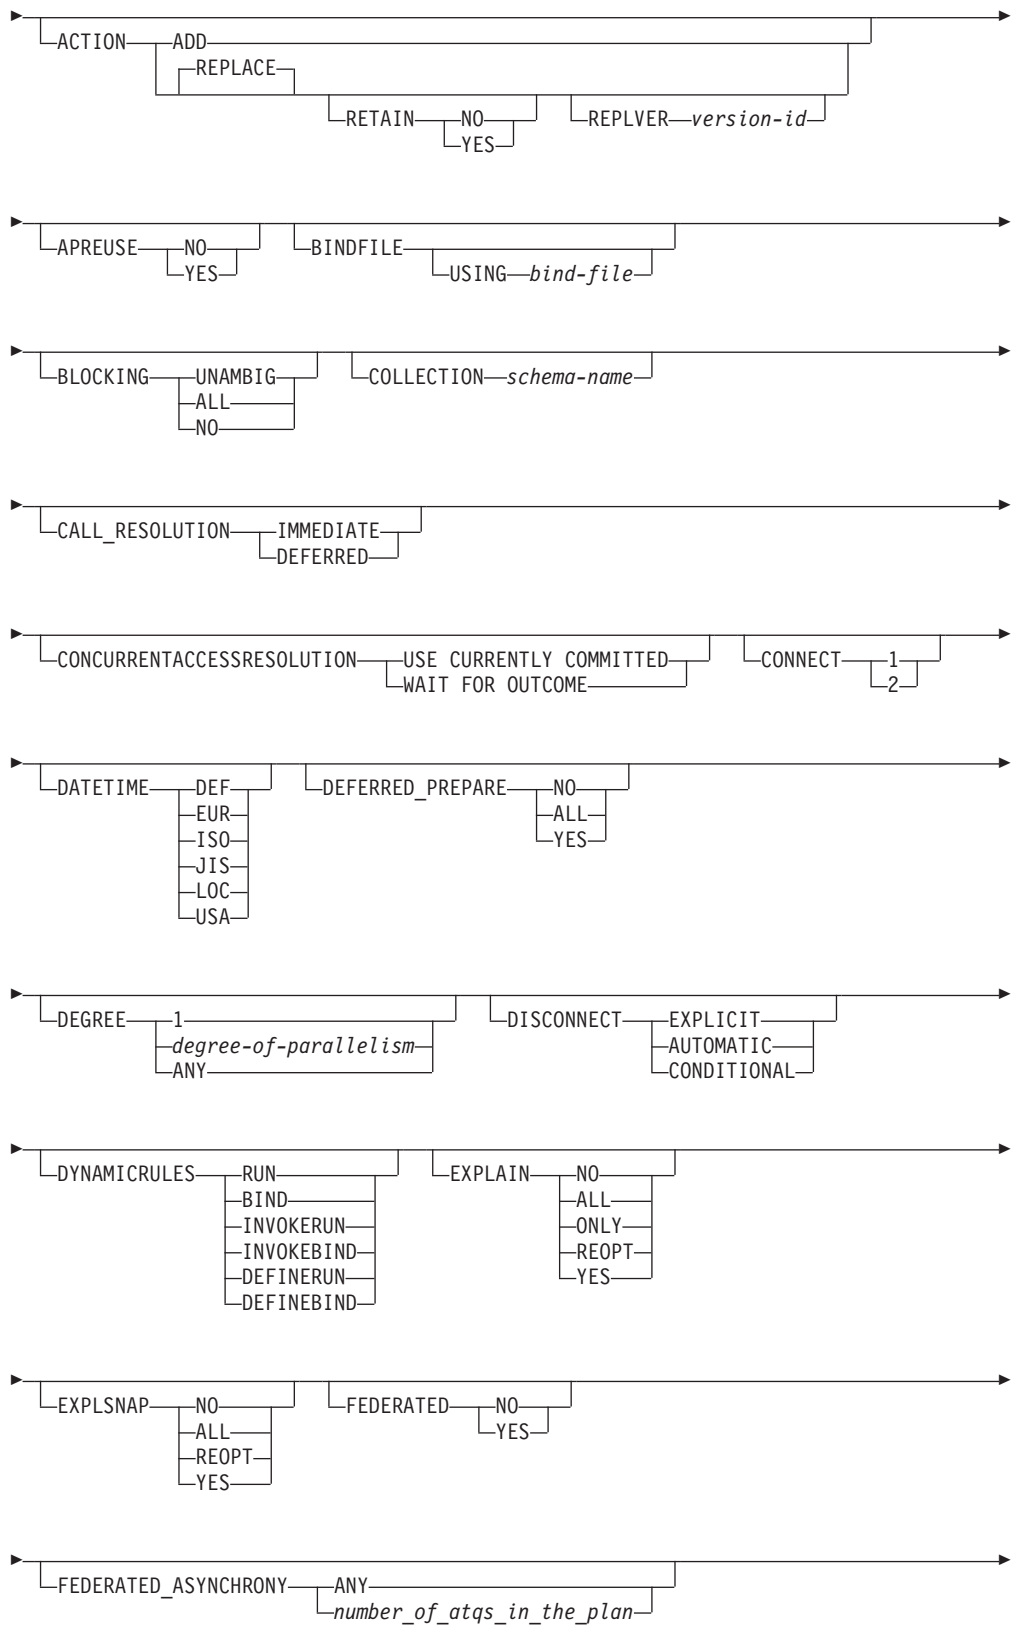 ACTION ADD
REPLACE
RETAIN NO REPLVER version-id
YES
APREUSE NO BINDFILE
YES USING bind-file
BLOCKING UNAMBIG COLLECTION schema-name
ALL
NO
CALL_RESOLUTION IMMEDIATE
DEFERRED
CONCURRENTACCESSRESOLUTION USE CURRENTLY COMMITTED CONNECT 1
WAIT FOR OUTCOME 2
DATETIME DEF DEFERRED_PREPARE NO
EUR ALL
ISO YES
JIS
LOC
USA
DEGREE 1 DISCONNECT EXPLICIT
degree-of-parallelism AUTOMATIC
ANY CONDITIONAL
DYNAMICRULES RUN EXPLAIN NO
BIND ALL
INVOKERUN ONLY
INVOKEBIND REOPT
DEFINERUN YES
DEFINEBIND
EXPLSNAP NO FEDERATED NO
ALL YES
REOPT
YES
FEDERATED_ASYNCHRONY ANY
number_of_atqs_in_the_plan